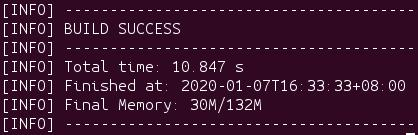 [INFO] ---------------------------------------
[INFO] BUILD SUCCESS
[INFO] ---------------------------------------
[INFO] Total time: 10.847 s
[INFO] Finished at: 2020-01-07T16:33:33+08:00
[INFO] Final Memory: 30M/132M
[INFO] ---------------------------------------